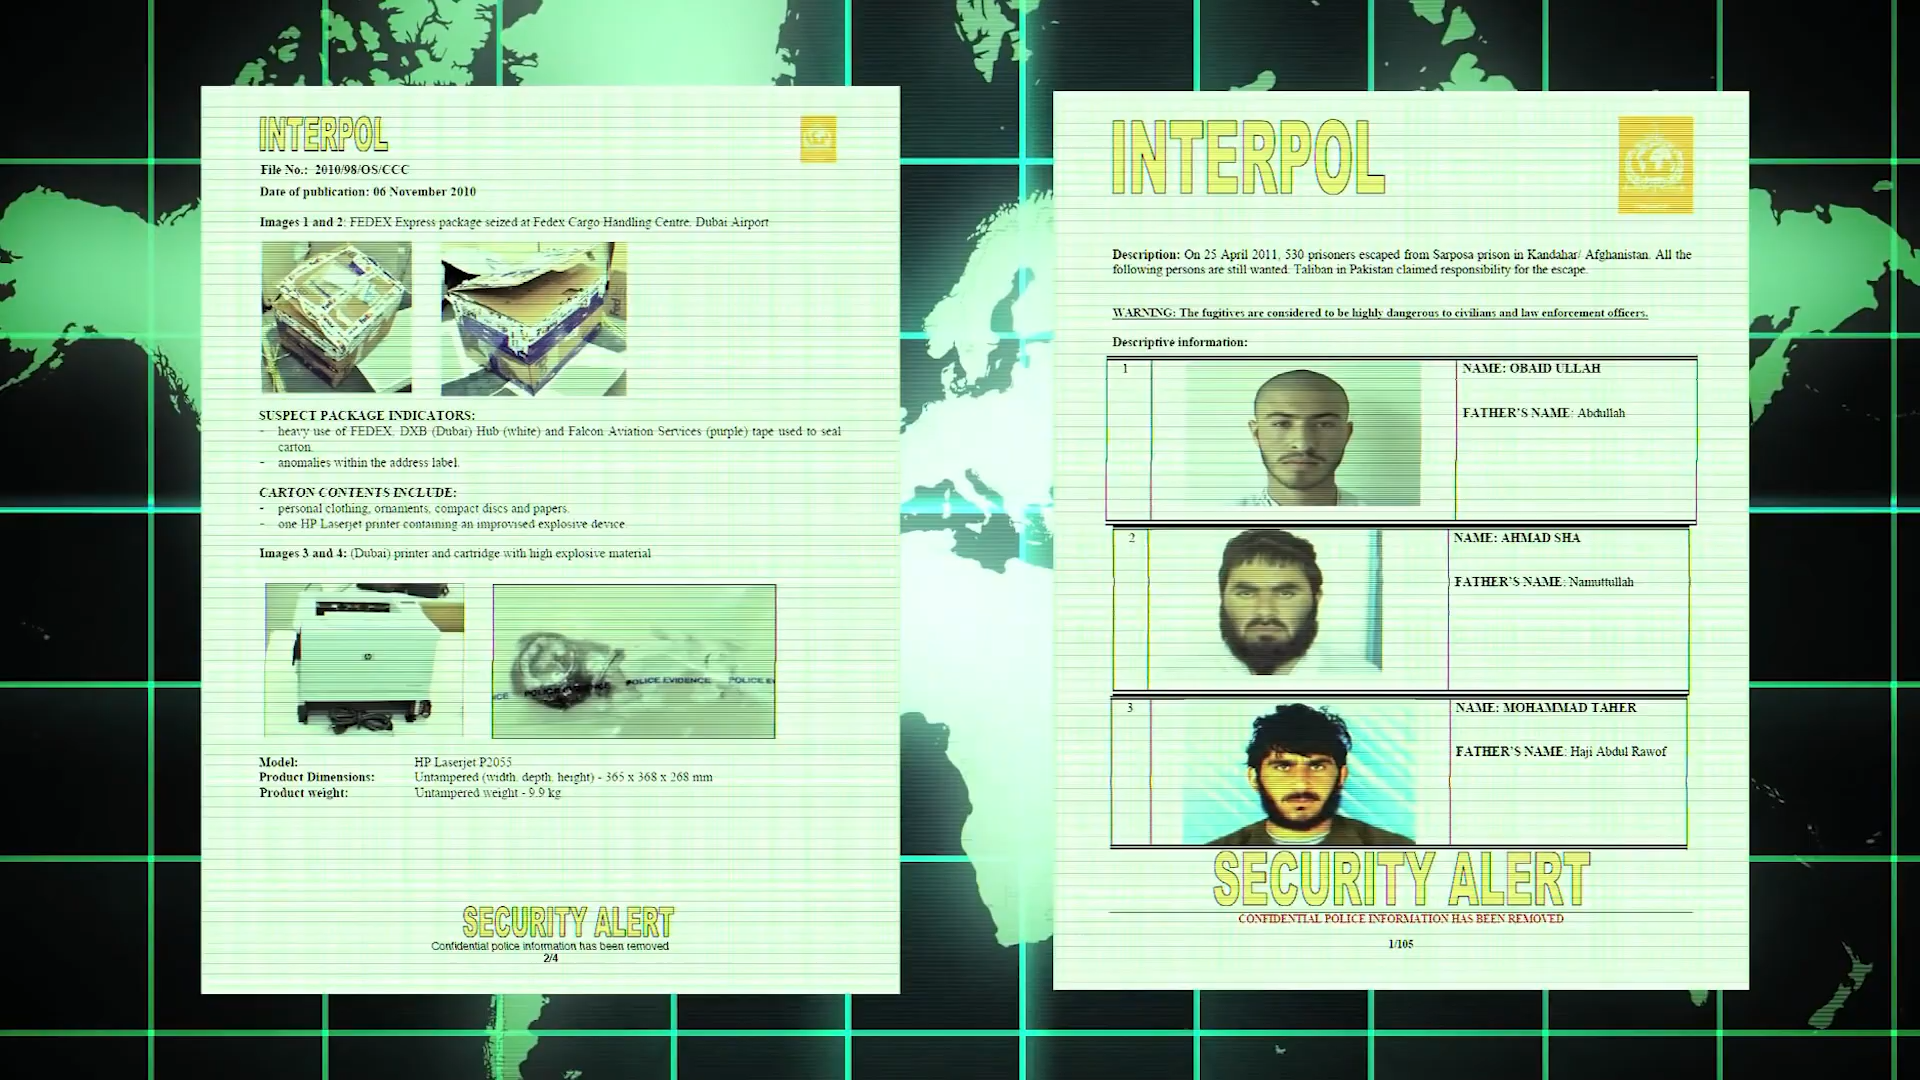 INTERPOL
File No.: 2010/98/OS/CCC
Date of publication: 06 November 2010
Images 1 and 2: FEDEX Express package seized at Fedex Cargo Handling Centre. Dubai Airport
SUSPECT PACKAGE INDICATORS:
- heavy use of FEDEX, DXB (Dubai) Hub (white) and Falcon Aviation Services (purple) tape used to seal
carton.
- anomalies within the address label.
CARTON CONTENTS INCLUDE:
- personal clothing, ornaments, compact discs and papers.
- one HP Laserjet printer containing an improvised explosive device.
Images 3 and 4: (Dubai) printer and cartridge with high explosive material
hp
CE POLICE EVIDENCE POLICE EVIDENCE POLICE EV
Model: HP Laserjet P2055
Product Dimensions: Untampered (width, depth, height) - 365 x 368 x 268 mm
Product weight: Untampered weight - 9.9 kg
SECURITY ALERT
Confidential police information has been removed
2/4
INTERPOL
Description: On 25 April 2011, 530 prisoners escaped from Sarposa prison in Kandahar/ Afghanistan. All the
following persons are still wanted. Taliban in Pakistan claimed responsibility for the escape.
WARNING: The fugitives are considered to be highly dangerous to civilians and law enforcement officers.
Descriptive information:
1 NAME: OBAID ULLAH
FATHER'S NAME: Abdullah
2 NAME: AHMAD SHA
FATHER'S NAME: Namuttullah
3 NAME: MOHAMMAD TAHER
FATHER'S NAME: Haji Abdul Rawof
SECURITY ALERT
CONFIDENTIAL POLICE INFORMATION HAS BEEN REMOVED
1/105